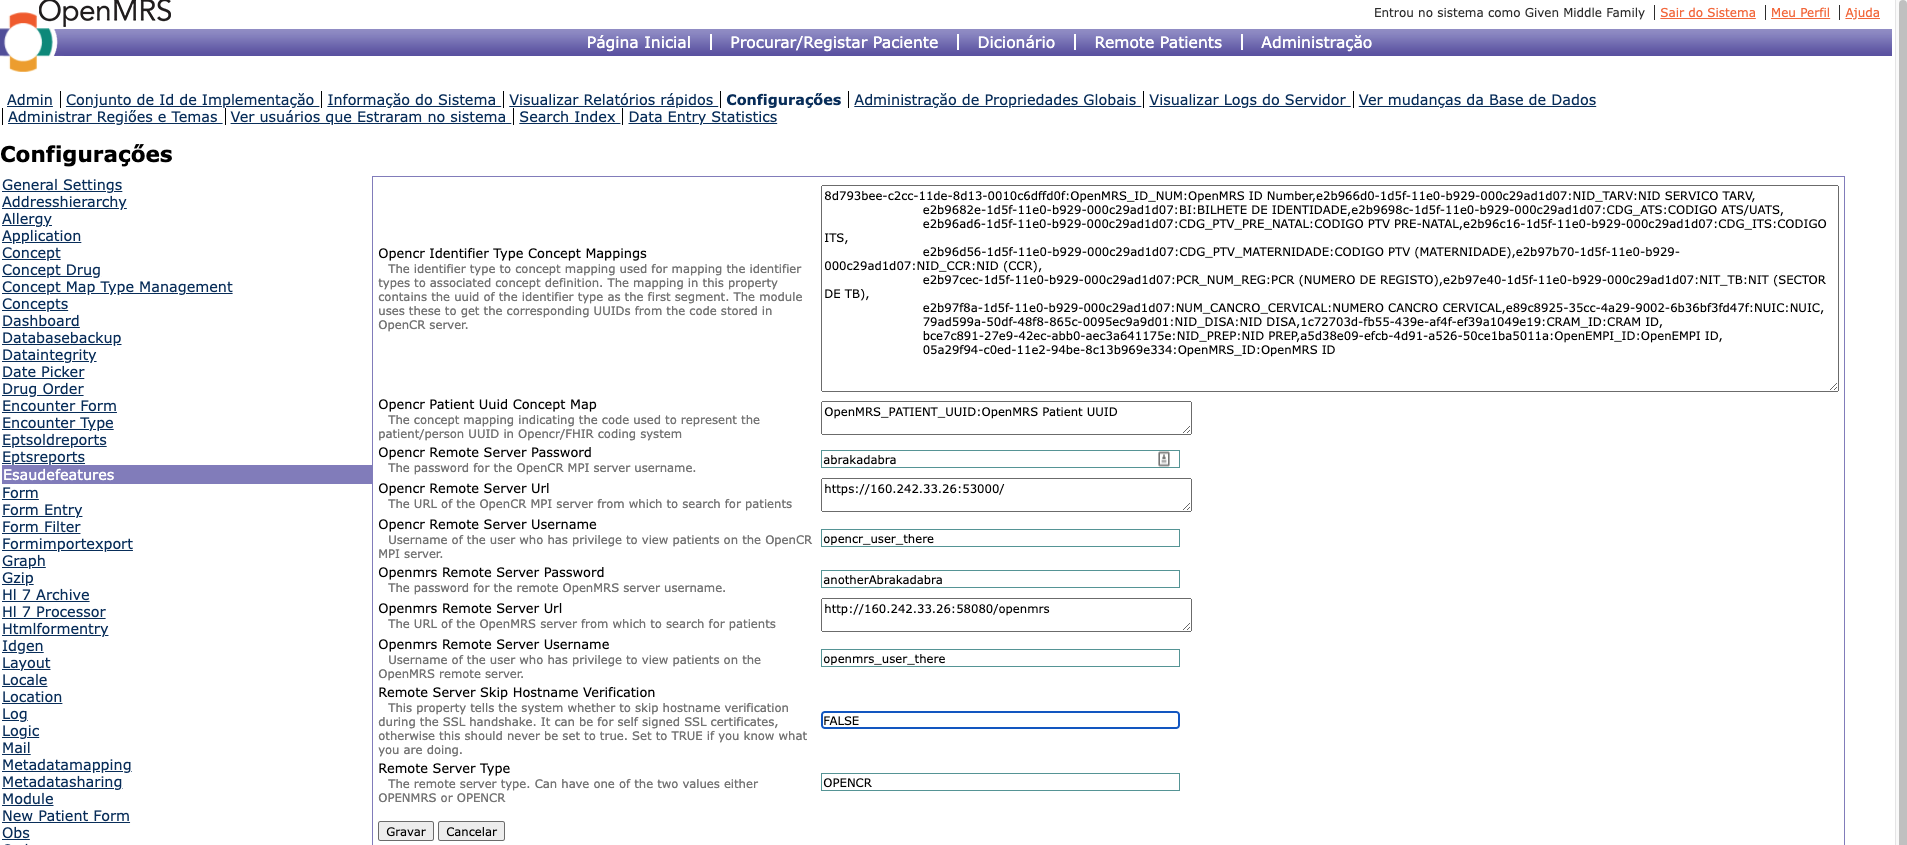 OpenMRS
Entrou no sistema como Given Middle Family | Sair do Sistema | Meu Perfil | Ajuda
Página Inicial | Procurar/Registar Paciente | Dicionário | Remote Patients | Administração
Admin | Conjunto de Id de Implementação | Informação do Sistema | Visualizar Relatórios rápidos | Configurações | Administração de Propriedades Globais | Visualizar Logs do Servidor | Ver mudanças da Base de Dados
| Administrar Regiões e Temas | Ver usuários que Estraram no sistema | Search Index | Data Entry Statistics
Configurações
General Settings
Addresshierarchy
Allergy
Application
Concept
Concept Drug
Concept Map Type Management
Concepts
Dashboard
Databasebackup
Dataintegrity
Date Picker
Drug Order
Encounter Form
Encounter Type
Eptsoldreports
Eptsreports
Esaudefeatures
Form
Form Entry
Form Filter
Formimportexport
Graph
Gzip
Hl 7 Archive
Hl 7 Processor
Htmlformentry
Idgen
Layout
Locale
Location
Log
Logic
Mail
Metadatamapping
Metadatasharing
Module
New Patient Form
Obs
Opencr Identifier Type Concept Mappings
The identifier type to concept mapping used for mapping the identifier
types to associated concept definition. The mapping in this property
contains the uuid of the identifier type as the first segment. The module
uses these to get the corresponding UUIDs from the code stored in
OpenCR server.
8d793bee-c2cc-11de-8d13-0010c6dffd0f:OpenMRS_ID_NUM:OpenMRS ID Number,e2b966d0-1d5f-11e0-b929-000c29ad1d07:NID_TARV:NID SERVICO TARV,
e2b9682e-1d5f-11e0-b929-000c29ad1d07:BI:BILHETE DE IDENTIDADE,e2b9698c-1d5f-11e0-b929-000c29ad1d07:CDG_ATS:CODIGO ATS/UATS,
e2b96ad6-1d5f-11e0-b929-000c29ad1d07:CDG_PTV_PRE_NATAL:CODIGO PTV PRE-NATAL,e2b96c16-1d5f-11e0-b929-000c29ad1d07:CDG_ITS:CODIGO
ITS,
e2b96d56-1d5f-11e0-b929-000c29ad1d07:CDG_PTV_MATERNIDADE:CODIGO PTV (MATERNIDADE),e2b97b70-1d5f-11e0-b929-
000c29ad1d07:NID_CCR:NID (CCR),
e2b97cec-1d5f-11e0-b929-000c29ad1d07:PCR_NUM_REG:PCR (NUMERO DE REGISTO),e2b97e40-1d5f-11e0-b929-000c29ad1d07:NIT_TB:NIT (SECTOR
DE TB),
e2b97f8a-1d5f-11e0-b929-000c29ad1d07:NUM_CANCRO_CERVICAL:NUMERO CANCRO CERVICAL,e89c8925-35cc-4a29-9002-6b36bf3fd47f:NUIC:NUIC,
79ad599a-50df-48f8-865c-0095ec9a9d01:NID_DISA:NID DISA,1c72703d-fb55-439e-af4f-ef39a1049e19:CRAM_ID:CRAM ID,
bce7c891-27e9-42ec-abb0-aec3a641175e:NID_PREP:NID PREP,a5d38e09-efcb-4d91-a526-50ce1ba5011a:OpenEMPI_ID:OpenEMPI ID,
05a29f94-c0ed-11e2-94be-8c13b969e334:OpenMRS_ID:OpenMRS ID
Opencr Patient Uuid Concept Map
The concept mapping indicating the code used to represent the
patient/person UUID in Opencr/FHIR coding system
OpenMRS_PATIENT_UUID:OpenMRS Patient UUID
Opencr Remote Server Password
The password for the OpenCR MPI server username.
abrakadabra
Opencr Remote Server Url
The URL of the OpenCR MPI server from which to search for patients
https://160.242.33.26:53000/
Opencr Remote Server Username
Username of the user who has privilege to view patients on the OpenCR
MPI server.
opencr_user_there
Openmrs Remote Server Password
The password for the remote OpenMRS server username.
anotherAbrakadabra
Openmrs Remote Server Url
The URL of the OpenMRS server from which to search for patients
http://160.242.33.26:58080/openmrs
Openmrs Remote Server Username
Username of the user who has privilege to view patients on the
OpenMRS remote server.
openmrs_user_there
Remote Server Skip Hostname Verification
This property tells the system whether to skip hostname verification
during the SSL handshake. It can be for self signed SSL certificates,
otherwise this should never be set to true. Set to TRUE if you know what
you are doing.
FALSE
Remote Server Type
The remote server type. Can have one of the two values either
OPENMRS or OPENCR
OPENCR
Gravar Cancelar